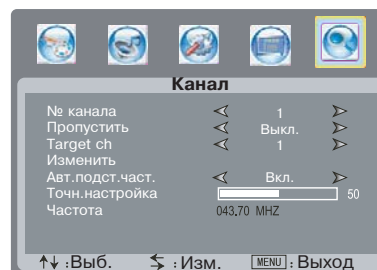 Канал
№ канала 1
Пропустить Выкл.
Target ch 1
Изменить
Авт.подст.част. Вкл.
Точн.настройка 50
Частота 043.70 MHZ
:Выб. :Изм. MENU : Выход